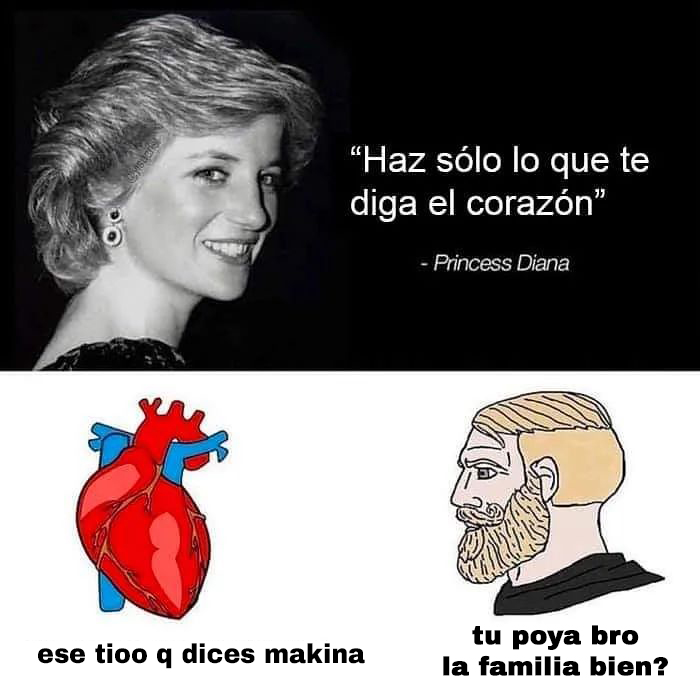 “Haz sólo lo que te
diga el corazón”
- Princess Diana
ese tioo q dices makina
tu poya bro
la familia bien?